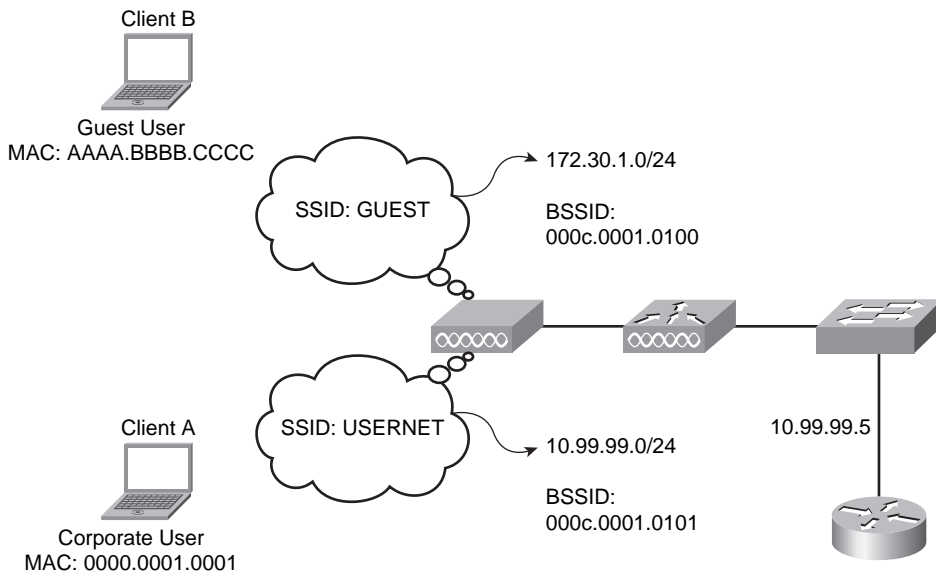 Client B
Guest User
MAC: AAAA.BBBB.CCCC
SSID: GUEST
172.30.1.0/24
BSSID:
000c.0001.0100
SSID: USERNET
10.99.99.0/24
BSSID:
000c.0001.0101
10.99.99.5
Client A
Corporate User
MAC: 0000.0001.0001